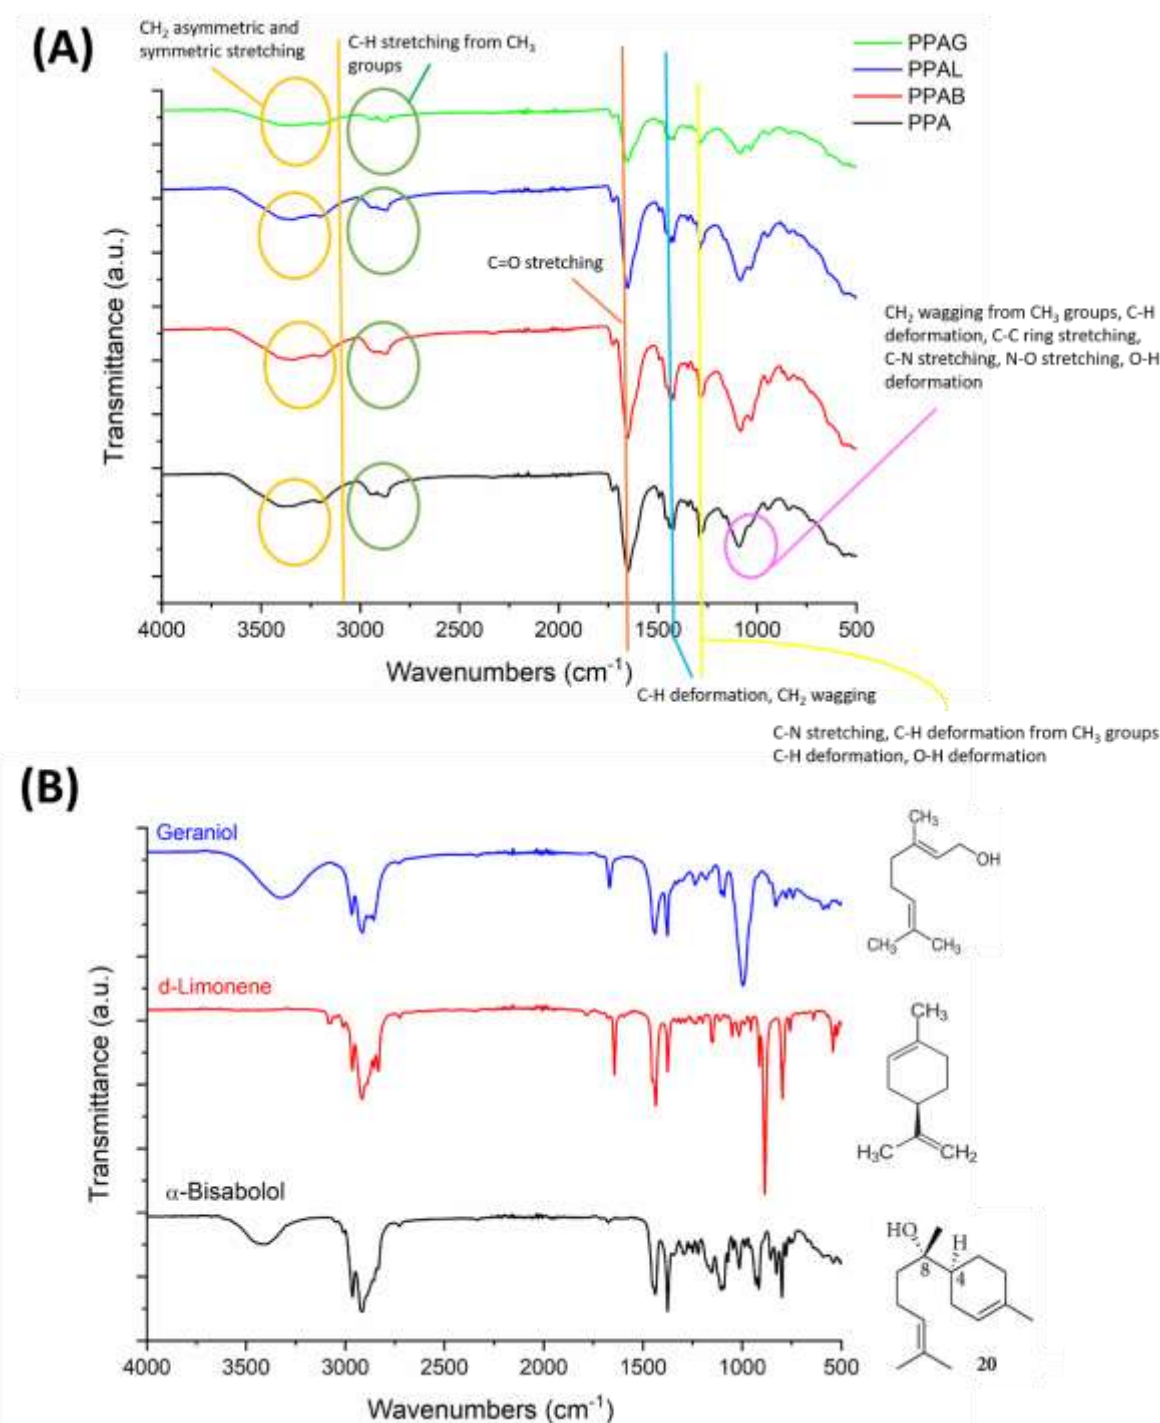 (A)
CH₂ asymmetric and
symmetric stretching
C-H stretching from CH₃
groups
PPAG
PPAL
PPAB
PPA
C=O stretching
CH₂ wagging from CH₃ groups, C-H
deformation, C-C ring stretching,
C-N stretching, N-O stretching, O-H
deformation
Transmittance (a.u.)
4000 3500 3000 2500 2000 1500 1000 500
Wavenumbers (cm⁻¹)
C-H deformation, CH₂ wagging
C-N stretching, C-H deformation from CH₃ groups
C-H deformation, O-H deformation
(B)
Geraniol
CH₃
OH
CH₃ CH₃
d-Limonene
CH₃
H₃C CH₂
α-Bisabolol
HO
H
8
4
20
Transmittance (a.u.)
4000 3500 3000 2500 2000 1500 1000 500
Wavenumbers (cm⁻¹)